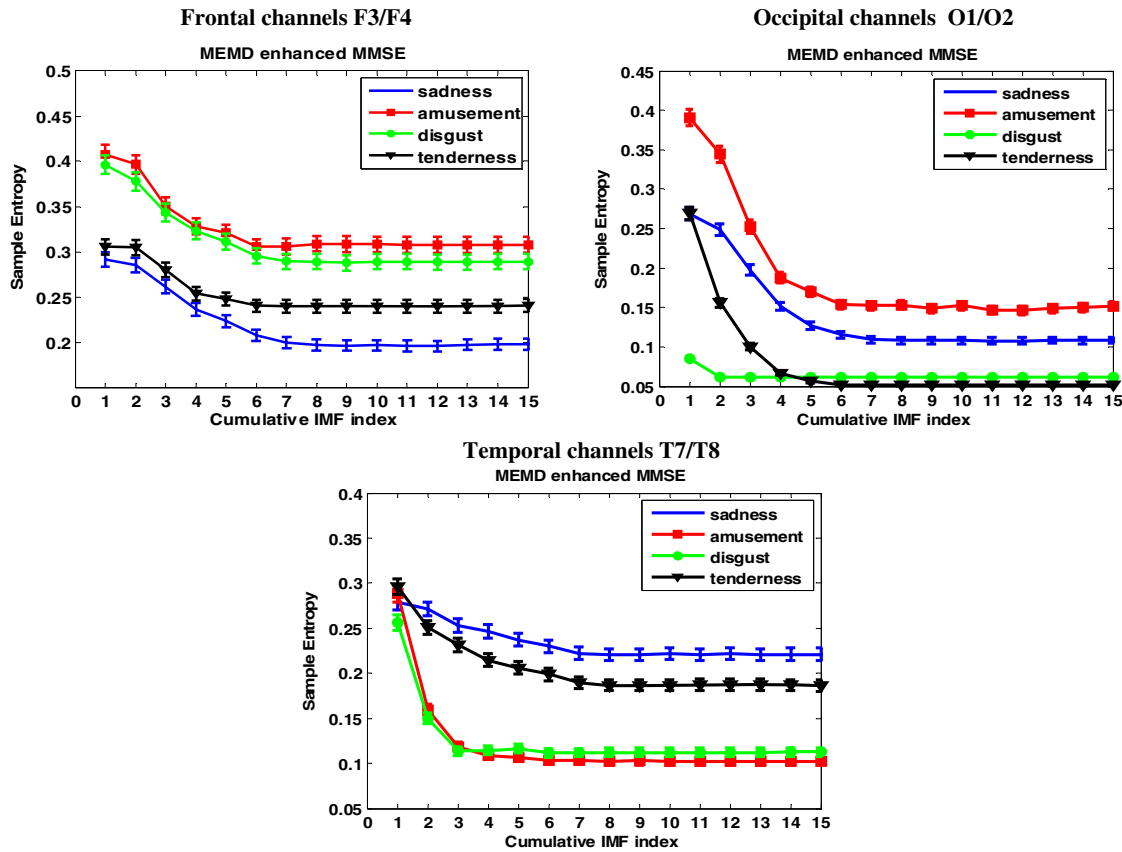 Frontal channels F3/F4
MEMD enhanced MMSE
0.5
0.45
0.4
0.35
0.3
0.25
0.2
Sample Entropy
sadness
amusement
disgust
tenderness
0 1 2 3 4 5 6 7 8 9 10 11 12 13 14 15
Cumulative IMF index
Occipital channels O1/O2
MEMD enhanced MMSE
0.45
0.4
0.35
0.3
0.25
0.2
0.15
0.1
0.05
Sample Entropy
sadness
amusement
disgust
tenderness
0 1 2 3 4 5 6 7 8 9 10 11 12 13 14 15
Cumulative IMF index
Temporal channels T7/T8
MEMD enhanced MMSE
0.4
0.35
0.3
0.25
0.2
0.15
0.1
0.05
Sample Entropy
sadness
amusement
disgust
tenderness
0 1 2 3 4 5 6 7 8 9 10 11 12 13 14 15
Cumulative IMF index